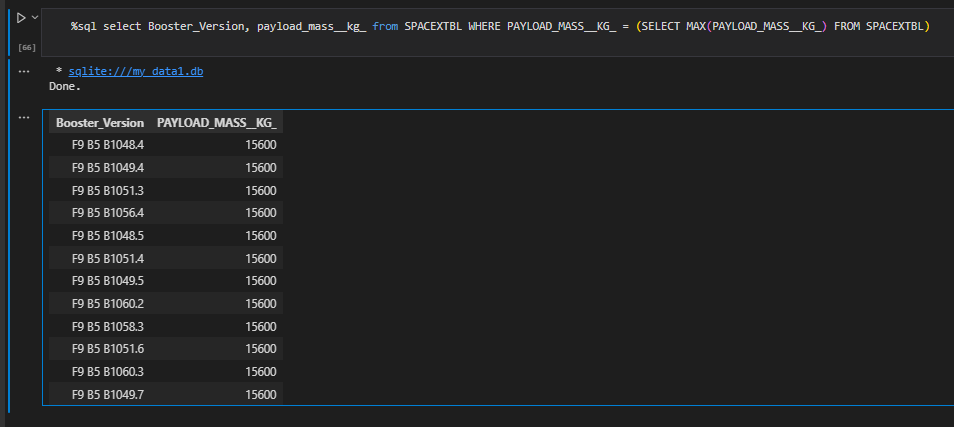 %sql select Booster_Version, payload_mass__kg_ from SPACEXTBL WHERE PAYLOAD_MASS__KG_ = (SELECT MAX(PAYLOAD_MASS__KG_) FROM SPACEXTBL)
[66]
... * sqlite:///my_data1.db
Done.
...
Booster_Version PAYLOAD_MASS__KG_
F9 B5 B1048.4 15600
F9 B5 B1049.4 15600
F9 B5 B1051.3 15600
F9 B5 B1056.4 15600
F9 B5 B1048.5 15600
F9 B5 B1051.4 15600
F9 B5 B1049.5 15600
F9 B5 B1060.2 15600
F9 B5 B1058.3 15600
F9 B5 B1051.6 15600
F9 B5 B1060.3 15600
F9 B5 B1049.7 15600